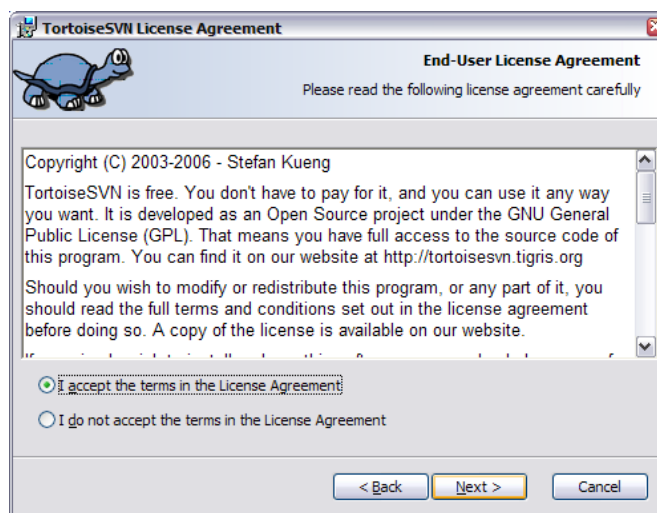 TortoiseSVN License Agreement
End-User License Agreement
Please read the following license agreement carefully
Copyright (C) 2003-2006 - Stefan Kueng
TortoiseSVN is free. You don't have to pay for it, and you can use it any way
you want. It is developed as an Open Source project under the GNU General
Public License (GPL). That means you have full access to the source code of
this program. You can find it on our website at http://tortoisesvn.tigris.org
Should you wish to modify or redistribute this program, or any part of it, you
should read the full terms and conditions set out in the license agreement
before doing so. A copy of the license is available on our website.
I accept the terms in the License Agreement
I do not accept the terms in the License Agreement
< Back
Next >
Cancel